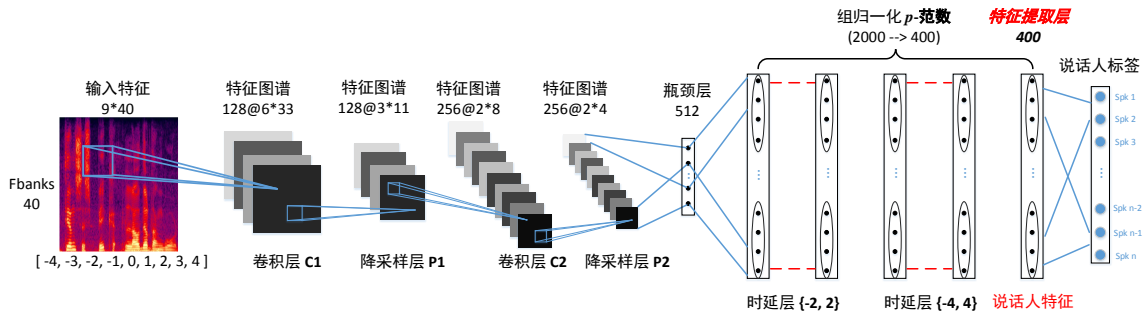 组归一化 p-范数
(2000 --> 400)
特征提取层
400
输入特征
9*40
特征图谱
128@6*33
特征图谱
128@3*11
特征图谱
256@2*8
特征图谱
256@2*4
瓶颈层
512
说话人标签
Fbanks
40
Spk 1
Spk 2
Spk 3
Spk n-2
Spk n-1
Spk n
[ -4, -3, -2, -1, 0, 1, 2, 3, 4 ]
卷积层 C1
降采样层 P1
卷积层 C2
降采样层 P2
时延层 {-2, 2}
时延层 {-4, 4}
说话人特征